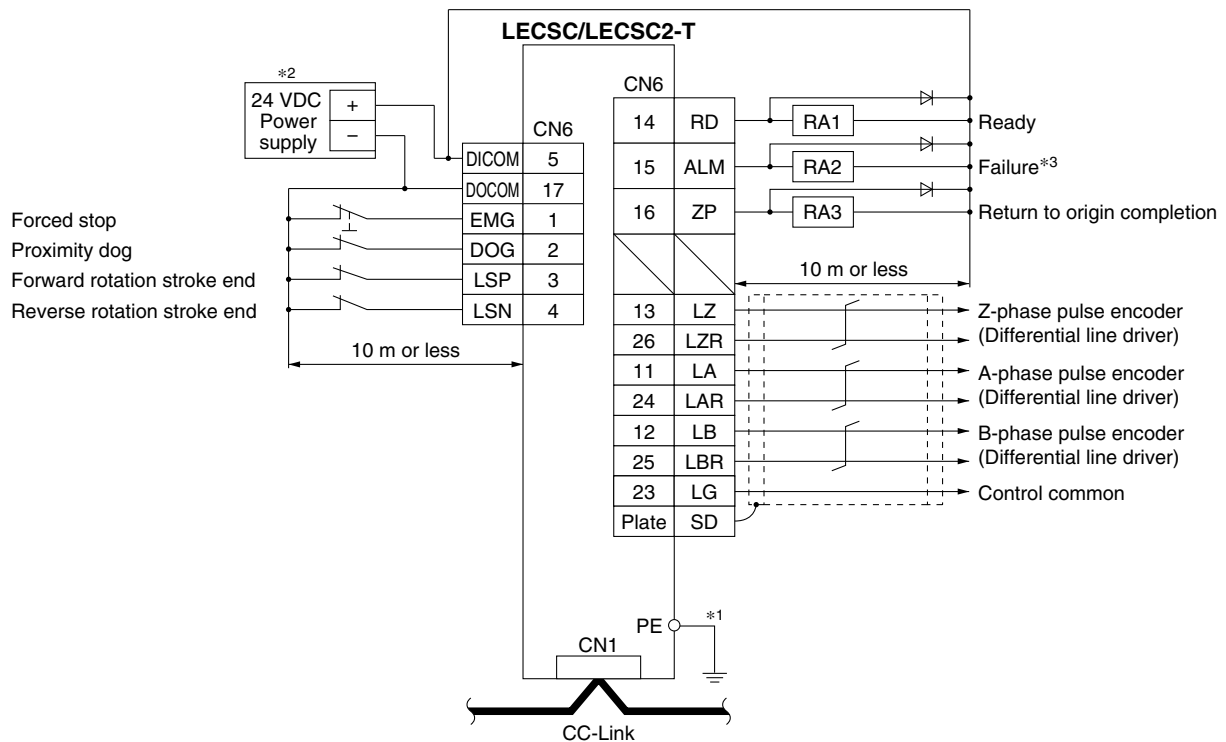 LECSC/LECSC2-T
*2
24 VDC
Power
supply
+
−
CN6
DICOM 5
DOCOM 17
EMG 1
DOG 2
LSP 3
LSN 4
Forced stop
Proximity dog
Forward rotation stroke end
Reverse rotation stroke end
10 m or less
CN6
14 RD RA1 Ready
15 ALM RA2 Failure*3
16 ZP RA3 Return to origin completion
10 m or less
13 LZ Z-phase pulse encoder
26 LZR (Differential line driver)
11 LA A-phase pulse encoder
24 LAR (Differential line driver)
12 LB B-phase pulse encoder
25 LBR (Differential line driver)
23 LG Control common
Plate SD
PE *1
CN1
CC-Link